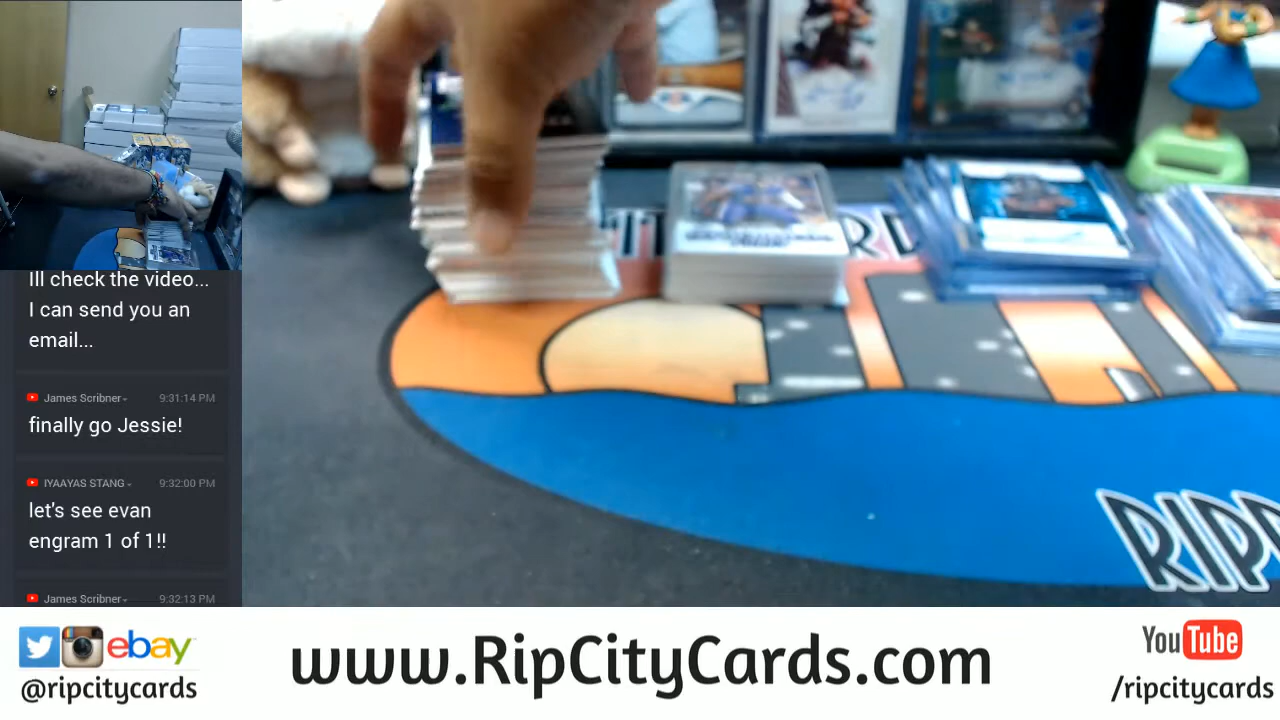 Ill check the video...
I can send you an
email...
James Scribner
9:31:14 PM
finally go Jessie!
IYAAYAS STANG
9:32:00 PM
let's see evan
engram 1 of 1!!
James Scribner
9:32:13 PM
RIP
ebay
@ripcitycards
www.RipCityCards.com
YouTube
/ripcitycards